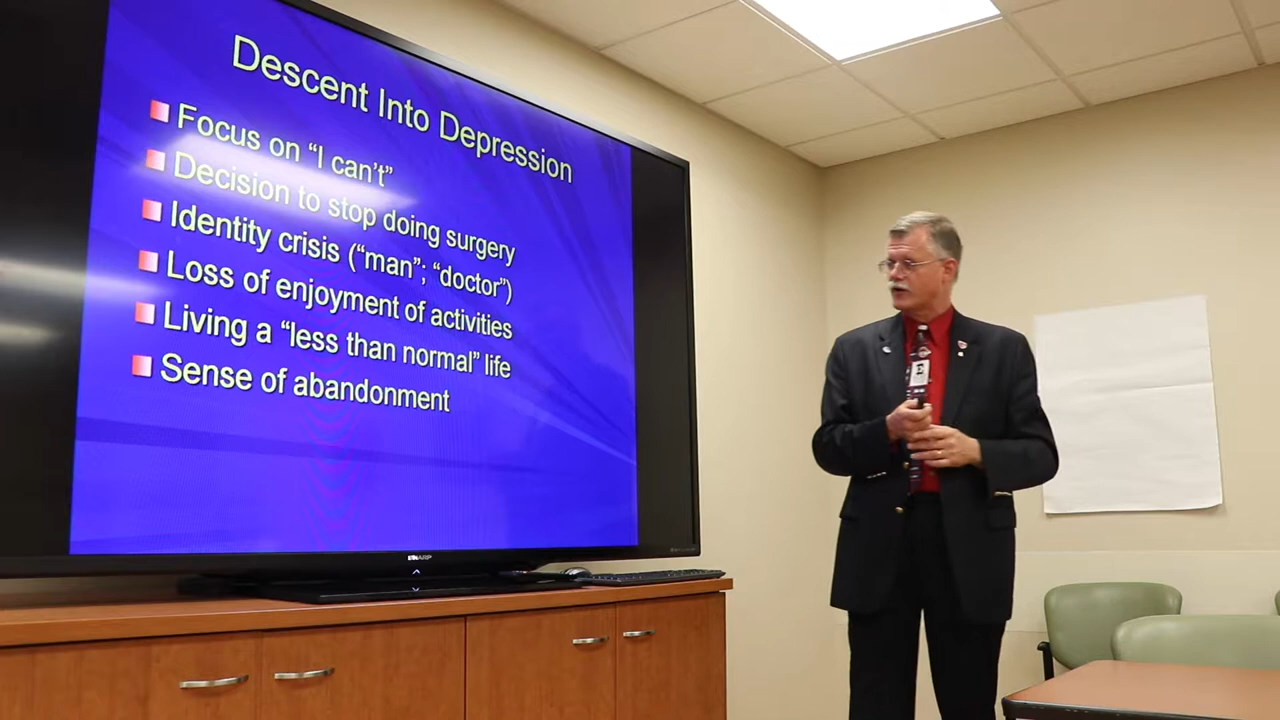 Descent Into Depression
Focus on “I can’t”
Decision to stop doing surgery
Identity crisis (“man”; “doctor”)
Loss of enjoyment of activities
Living a “less than normal” life
Sense of abandonment
SHARP